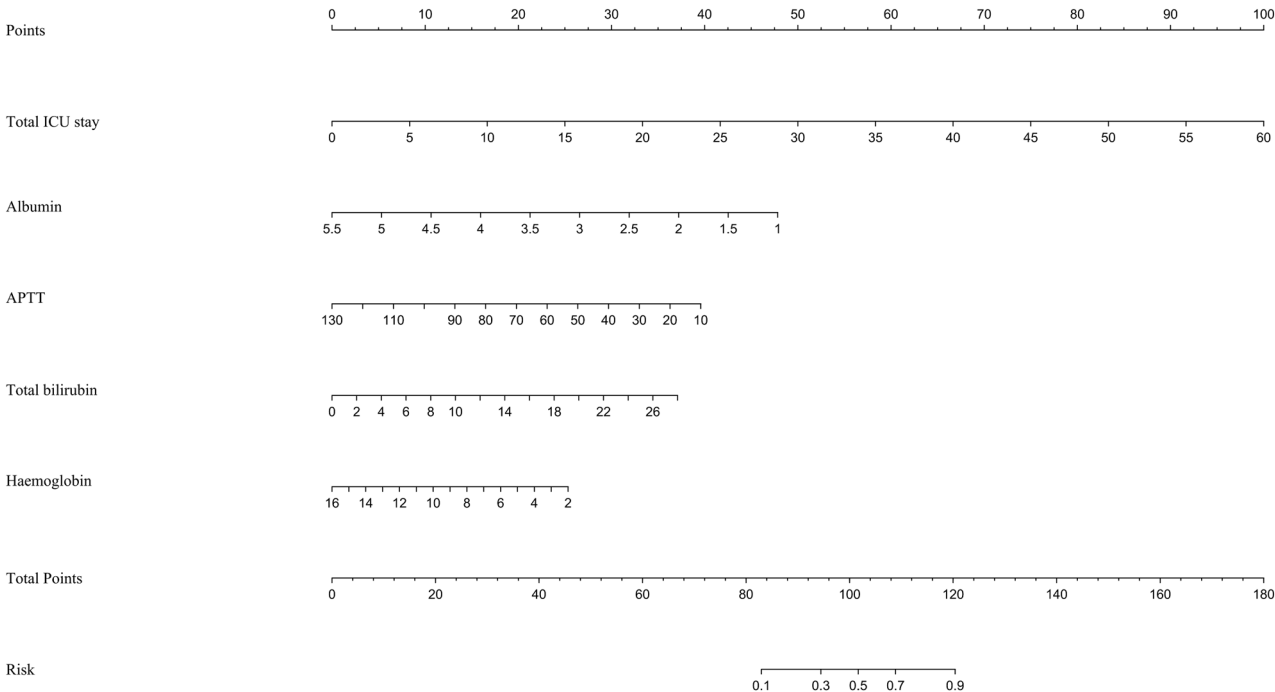 Points 0 10 20 30 40 50 60 70 80 90 100
Total ICU stay 0 5 10 15 20 25 30 35 40 45 50 55 60
Albumin 5.5 5 4.5 4 3.5 3 2.5 2 1.5 1
APTT 130 110 90 80 70 60 50 40 30 20 10
Total bilirubin 0 2 4 6 8 10 14 18 22 26
Haemoglobin 16 14 12 10 8 6 4 2
Total Points 0 20 40 60 80 100 120 140 160 180
Risk 0.1 0.3 0.5 0.7 0.9